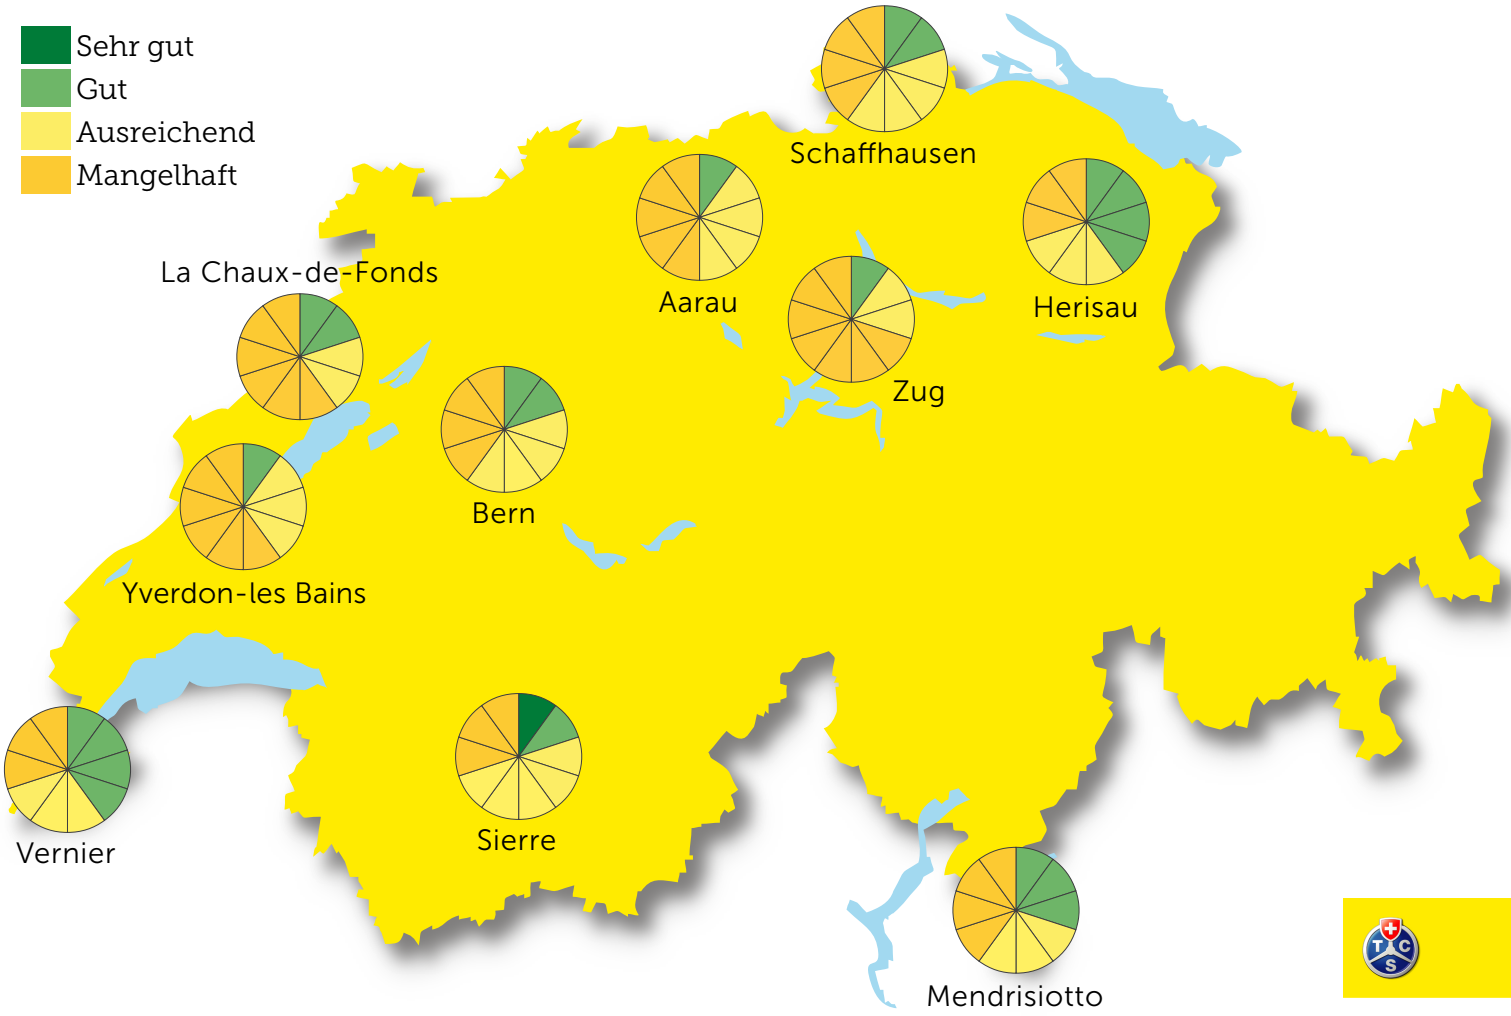 Sehr gut
Gut
Ausreichend
Mangelhaft
Schaffhausen
La Chaux-de-Fonds
Aarau
Herisau
Zug
Bern
Yverdon-les Bains
Sierre
Vernier
Mendrisiotto
T C
S